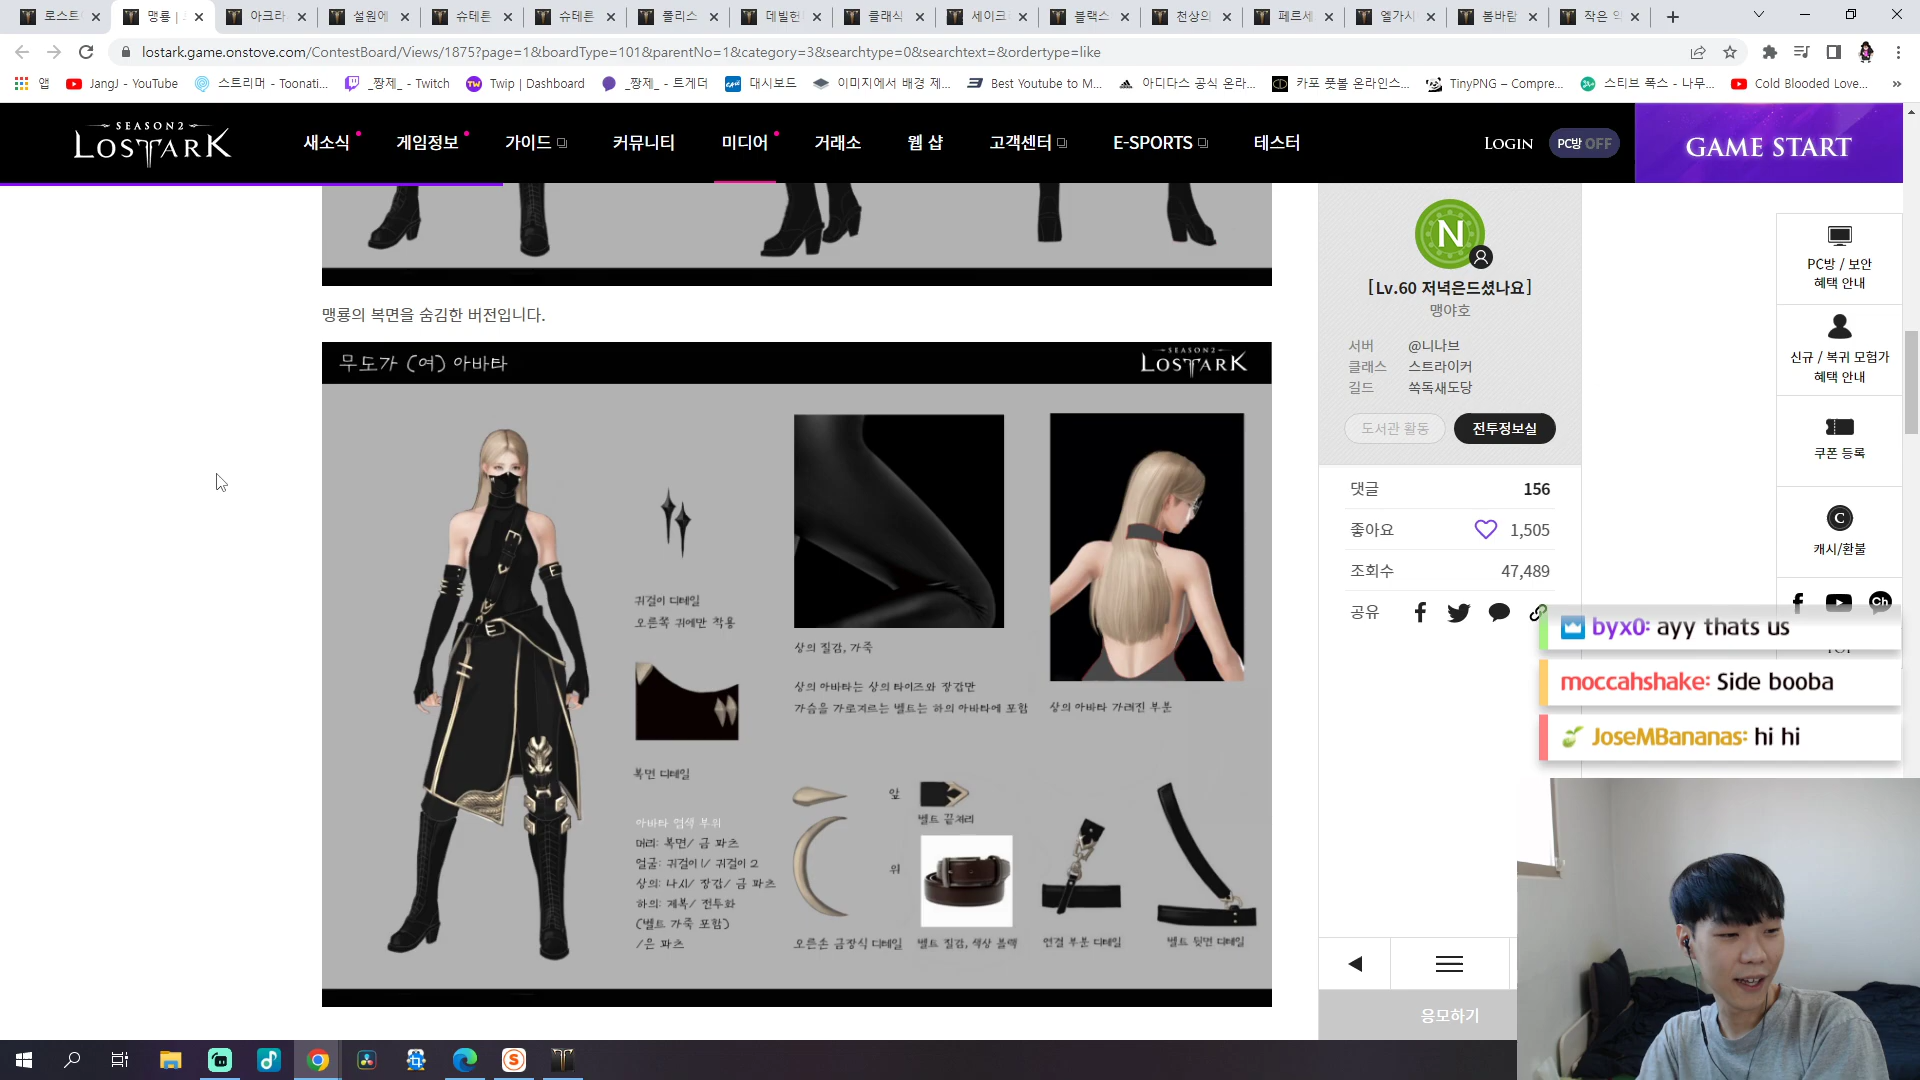 로스트
맹룡 | 
아크라
설원에
슈테른
슈테른
폴리스
데빌헌
클래식
세이크
블랙스
천상의
페르세
엘가시
봄바람
작은 악
lostark.game.onstove.com/ContestBoard/Views/1875?page=1&boardType=101&parentNo=1&category=3&searchtype=0&searchtext=&ordertype=like
앱
JangJ - YouTube
스트리머 - Toonati...
_짱제_ - Twitch
Twip | Dashboard
_짱제_ - 트게더
대시보드
이미지에서 배경 제...
Best Youtube to M...
아디다스 공식 온라...
카포 풋볼 온라인스...
TinyPNG – Compre...
스티브 폭스 - 나무...
Cold Blooded Love...
SEASON2
LOSTARK
새소식
게임정보
가이드
커뮤니티
미디어
거래소
웹 샵
고객센터
E-SPORTS
테스터
LOGIN
PC방 OFF
GAME START
맹룡의 복면을 숨김한 버전입니다.
무도가 (여) 아바타
SEASON2
LOSTARK
귀걸이 디테일
오른쪽 귀에만 착용
상의 질감, 가죽
상의 아바타는 상의 타이즈와 장갑만
가슴을 가로지르는 벨트는 하의 아바타에 포함
상의 아바타 가려진 부분
복면 디테일
아바타 염색 부위
머리: 복면/ 금 파츠
얼굴: 귀걸이 1/ 귀걸이 2
상의: 나시/ 장갑/ 금 파츠
하의: 제복/ 전투화
(벨트 가죽 포함)
/은 파츠
앞
위
오른손 금장식 디테일
벨트 끝처리
벨트 질감, 색상 블랙
연결 부분 디테일
벨트 뒷면 디테일
N
[Lv.60 저녁은드셨나요]
맹야호
서버 @니나브
클래스 스트라이커
길드 쏙독새도당
도서관 활동
전투정보실
댓글 156
좋아요 1,505
조회수 47,489
공유
응모하기
PC방 / 보안
혜택 안내
신규 / 복귀 모험가
혜택 안내
쿠폰 등록
C
캐시/환불
Ch
TOP
byx0: ayy thats us
moccahshake: Side booba
JoseMBananas: hi hi